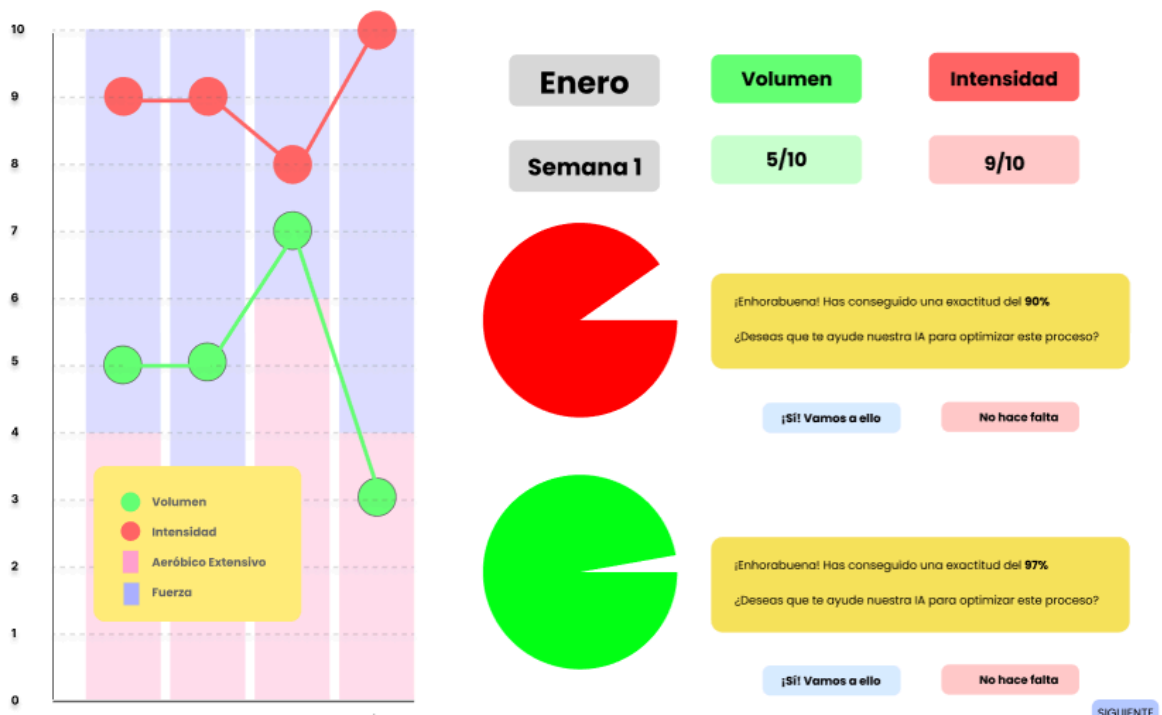 10
9
8
7
6
5
4
3
2
1
0
Volumen
Intensidad
Aeróbico Extensivo
Fuerza
Enero
Volumen
Intensidad
Semana 1
5/10
9/10
¡Enhorabuena! Has conseguido una exactitud del 90%
¿Deseas que te ayude nuestra IA para optimizar este proceso?
¡Sí! Vamos a ello
No hace falta
¡Enhorabuena! Has conseguido una exactitud del 97%
¿Deseas que te ayude nuestra IA para optimizar este proceso?
¡Sí! Vamos a ello
No hace falta
SIGUIENTE